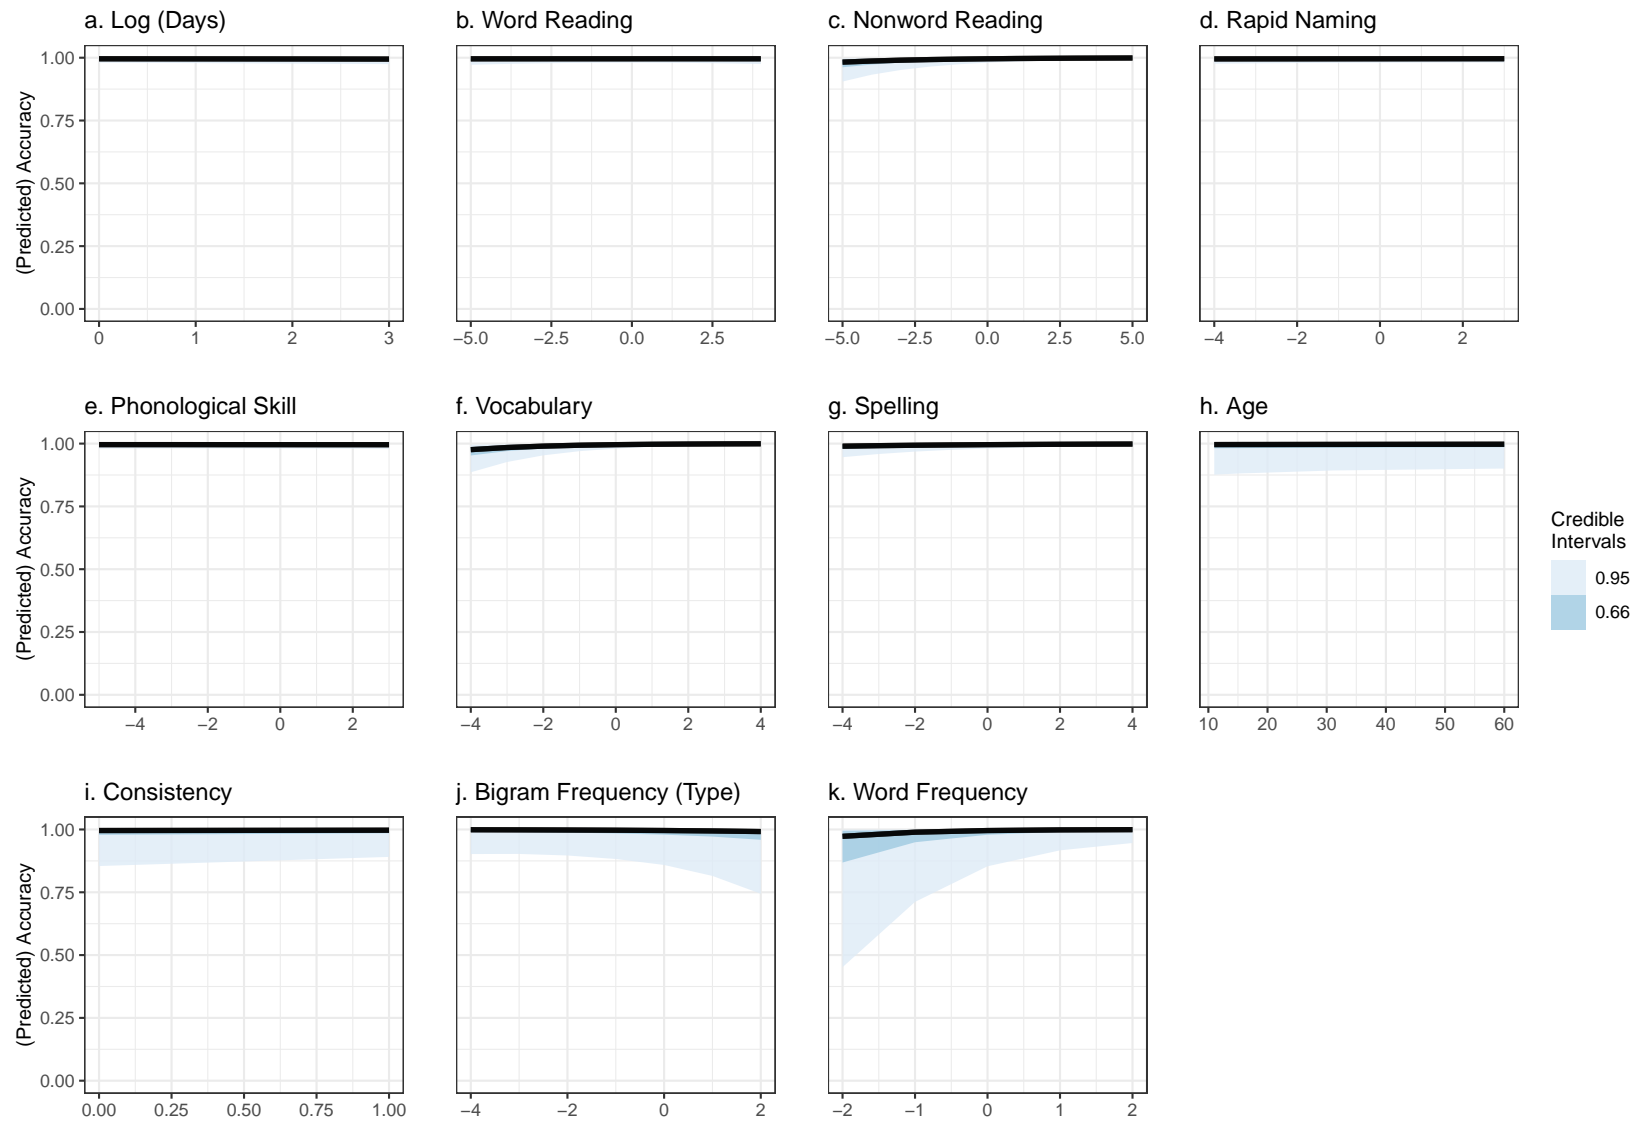 a. Log (Days)
b. Word Reading
c. Nonword Reading
d. Rapid Naming
(Predicted) Accuracy
1.00
0.75
0.50
0.25
0.00
0 1 2 3
−5.0 −2.5 0.0 2.5
−5.0 −2.5 0.0 2.5 5.0
−4 −2 0 2
e. Phonological Skill
f. Vocabulary
g. Spelling
h. Age
(Predicted) Accuracy
1.00
0.75
0.50
0.25
0.00
−4 −2 0 2
−4 −2 0 2 4
−4 −2 0 2 4
10 20 30 40 50 60
Credible
Intervals
0.95
0.66
i. Consistency
j. Bigram Frequency (Type)
k. Word Frequency
(Predicted) Accuracy
1.00
0.75
0.50
0.25
0.00
0.00 0.25 0.50 0.75 1.00
−4 −2 0 2
−2 −1 0 1 2